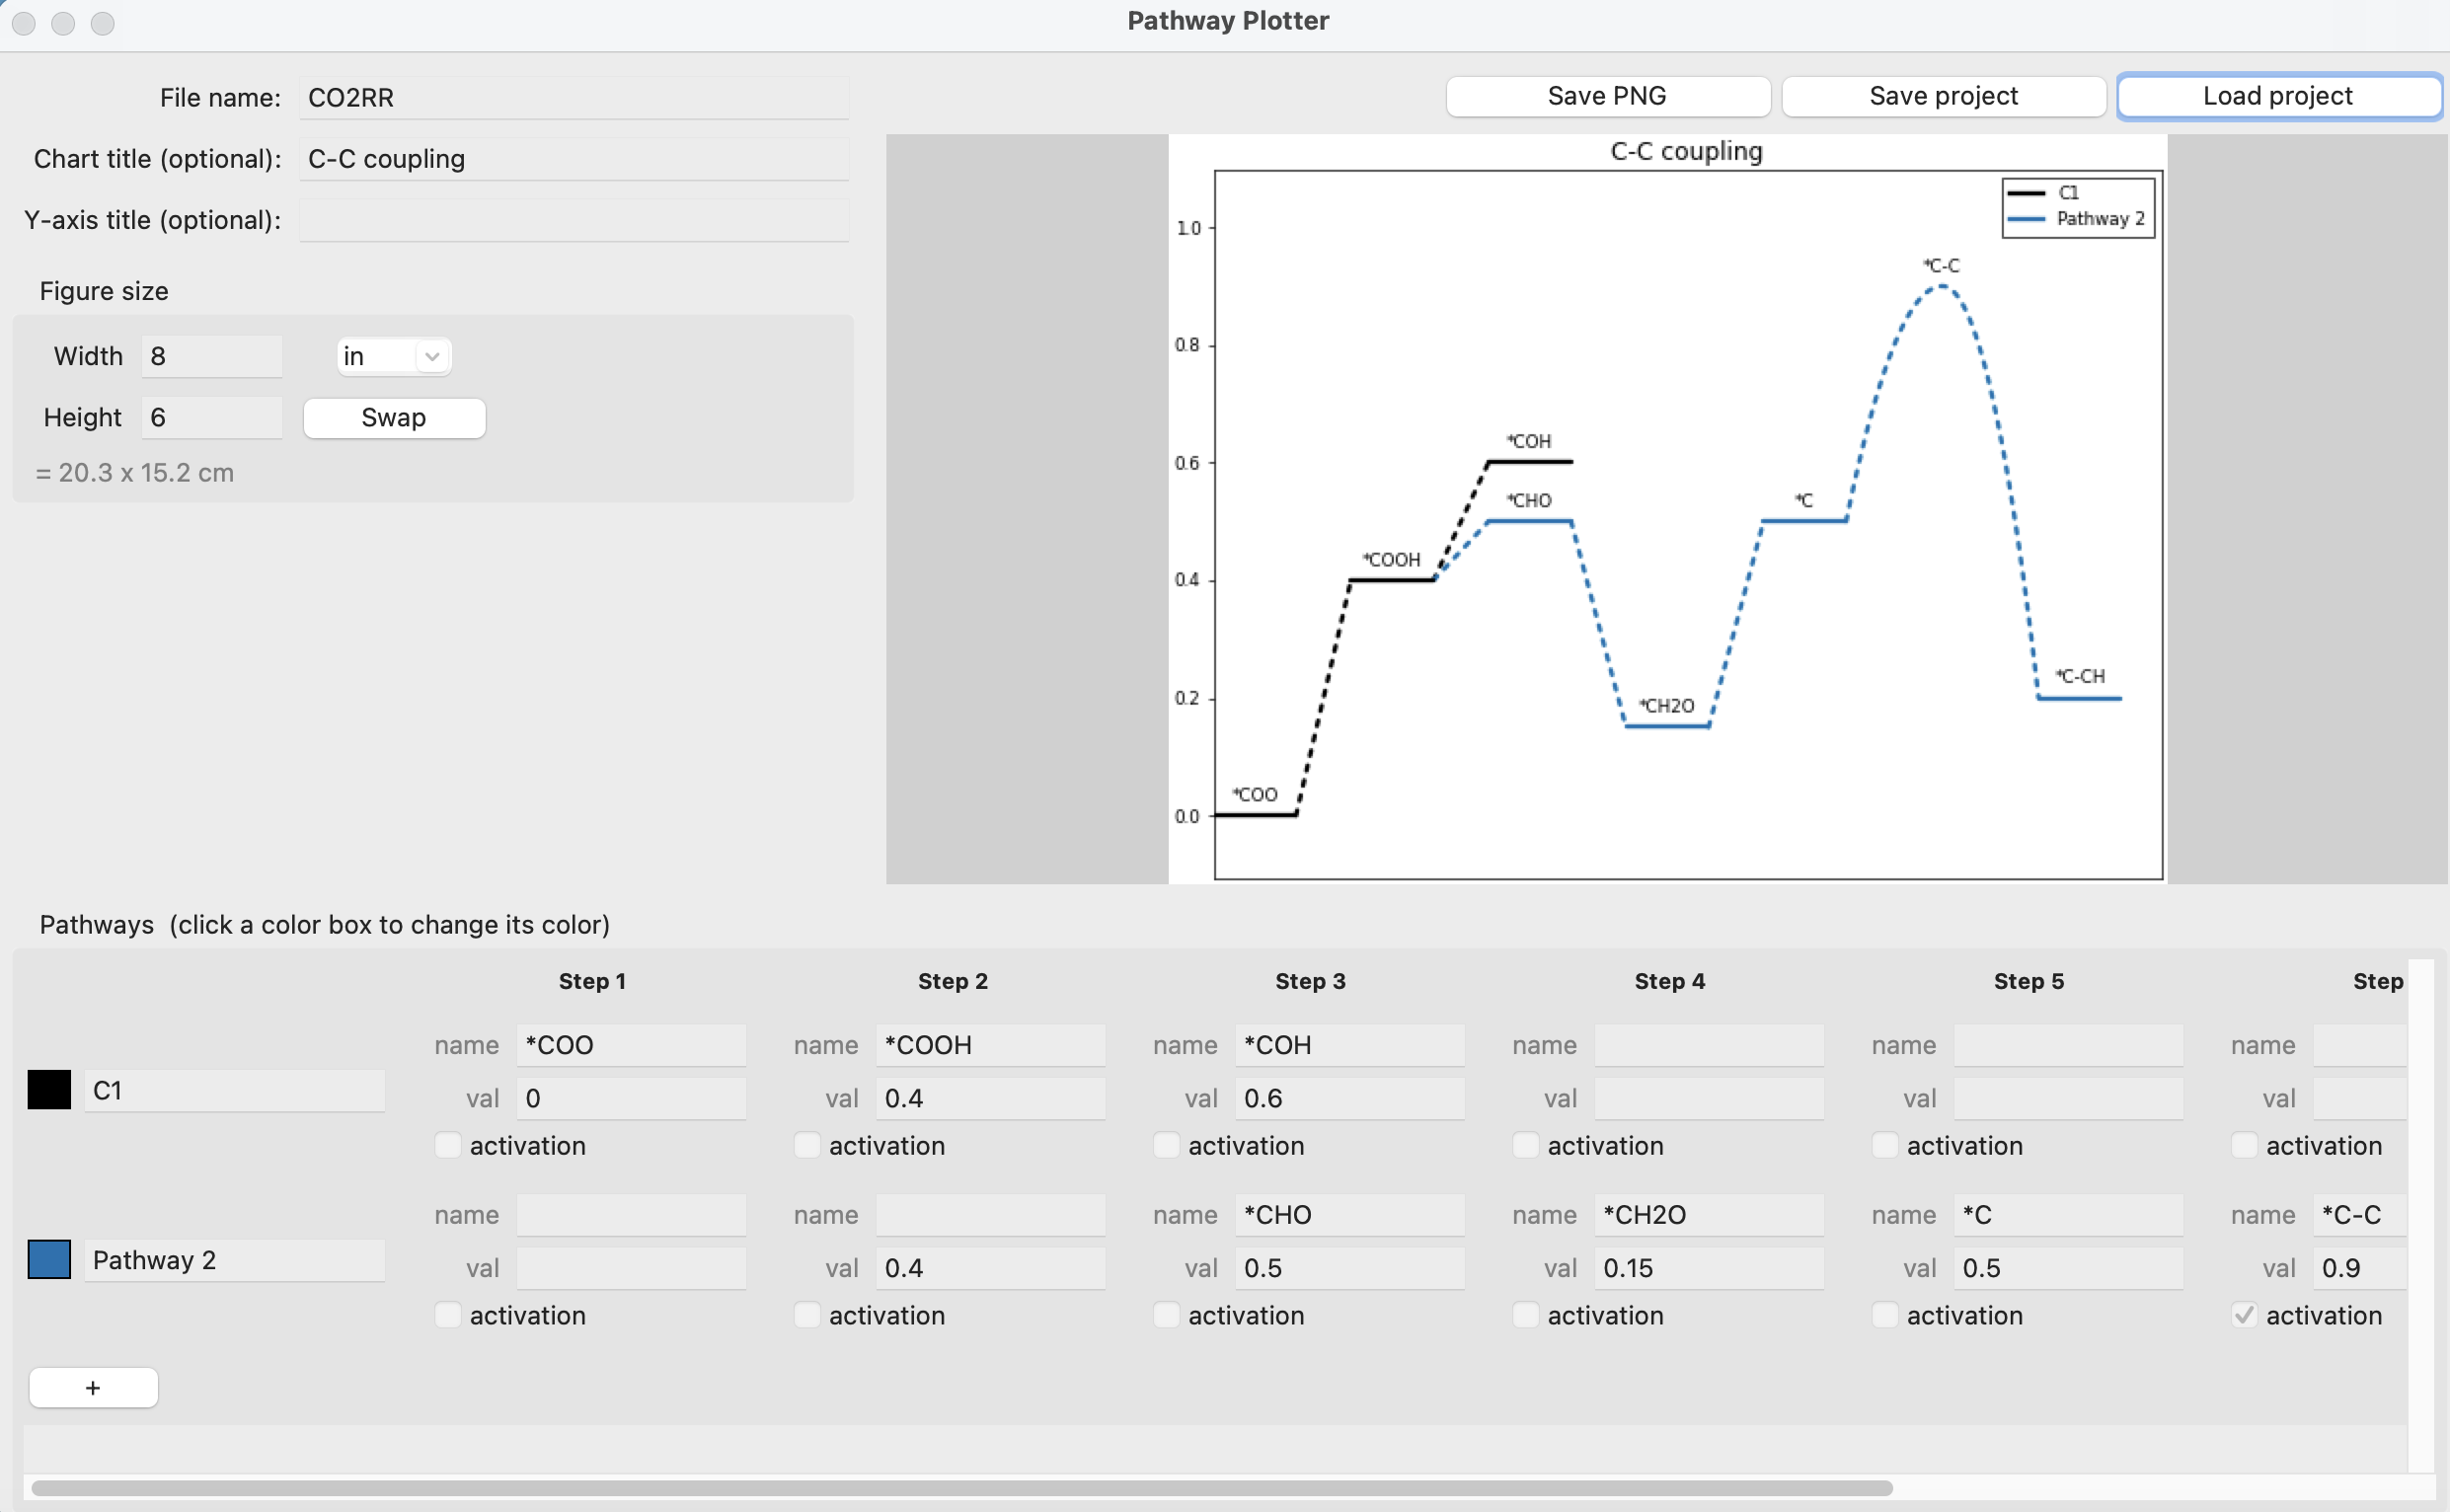 Pathway Plotter
File name: CO2RR
Save PNG Save project Load project
Chart title (optional): C-C coupling
Y-axis title (optional):
Figure size
Width 8 in
Height 6 Swap
= 20.3 x 15.2 cm
C-C coupling
C1
Pathway 2
1.0
0.8
0.6
0.4
0.2
0.0
*C-C
*COH
*CHO
*C
*COOH
*C-CH
*CH2O
*COO
Pathways (click a color box to change its color)
Step 1 Step 2 Step 3 Step 4 Step 5 Step
name *COO name *COOH name *COH name name name
C1
val 0 val 0.4 val 0.6 val val val
activation activation activation activation activation activation
name name name *CHO name *CH2O name *C name *C-C
Pathway 2
val val 0.4 val 0.5 val 0.15 val 0.5 val 0.9
activation activation activation activation activation activation
+